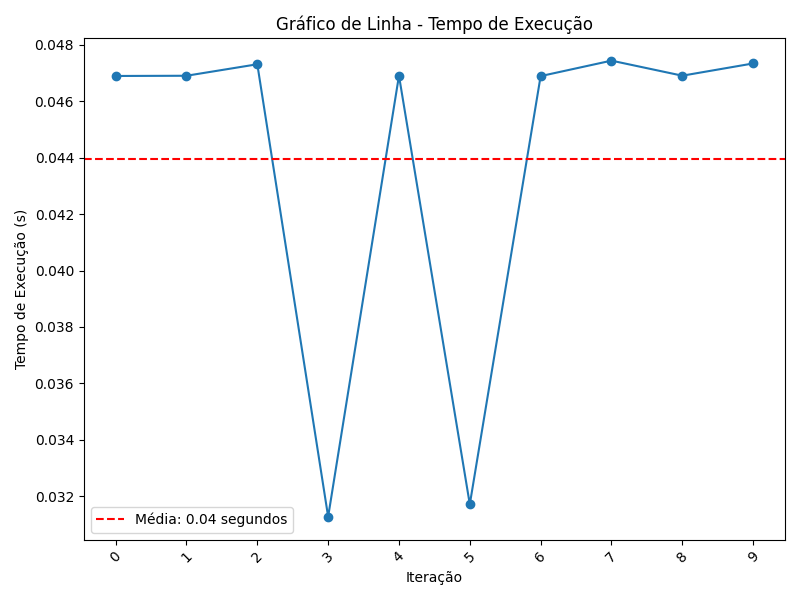 Gráfico de Linha - Tempo de Execução
0.048
0.046
0.044
0.042
0.040
0.038
0.036
0.034
0.032
Tempo de Execução (s)
Média: 0.04 segundos
0 1 2 3 4 5 6 7 8 9
Iteração